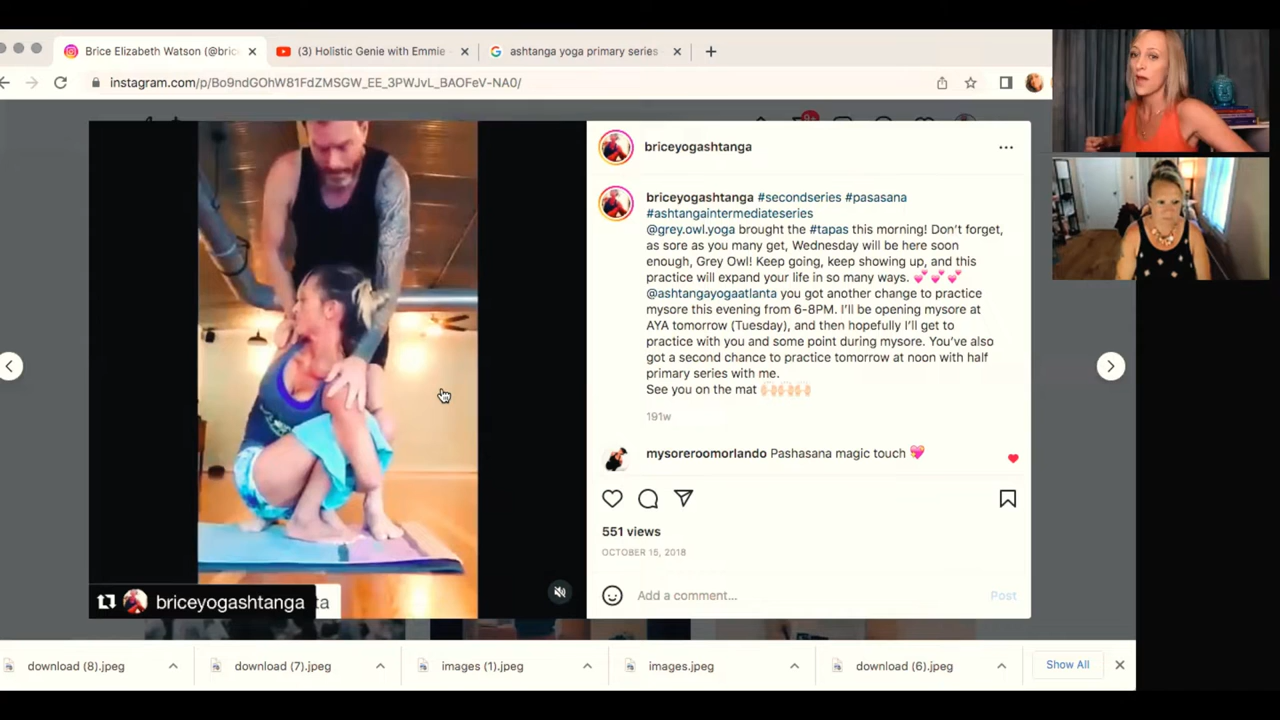 Brice Elizabeth Watson (@bric
(3) Holistic Genie with Emmie -
ashtanga yoga primary series
instagram.com/p/Bo9ndGOhW81FdZMSGW_EE_3PWJvL_BAOFeV-NA0/
9+
briceyogashtanga
briceyogashtanga #secondseries #pasasana
#ashtangaintermediateseries
@grey.owl.yoga brought the #tapas this morning! Don't forget,
as sore as you many get, Wednesday will be here soon
enough, Grey Owl! Keep going, keep showing up, and this
practice will expand your life in so many ways. 💕💕💕
@ashtangayogaatlanta you got another change to practice
mysore this evening from 6-8PM. I'll be opening mysore at
AYA tomorrow (Tuesday), and then hopefully I'll get to
practice with you and some point during mysore. You've also
got a second chance to practice tomorrow at noon with half
primary series with me.
See you on the mat 🙌🏻🙌🏻🙌🏻
191w
mysoreroomorlando Pashasana magic touch 💖
551 views
OCTOBER 15, 2018
Add a comment...
Post
briceyogashtanga
ta
download (8).jpeg
download (7).jpeg
images (1).jpeg
images.jpeg
download (6).jpeg
Show All